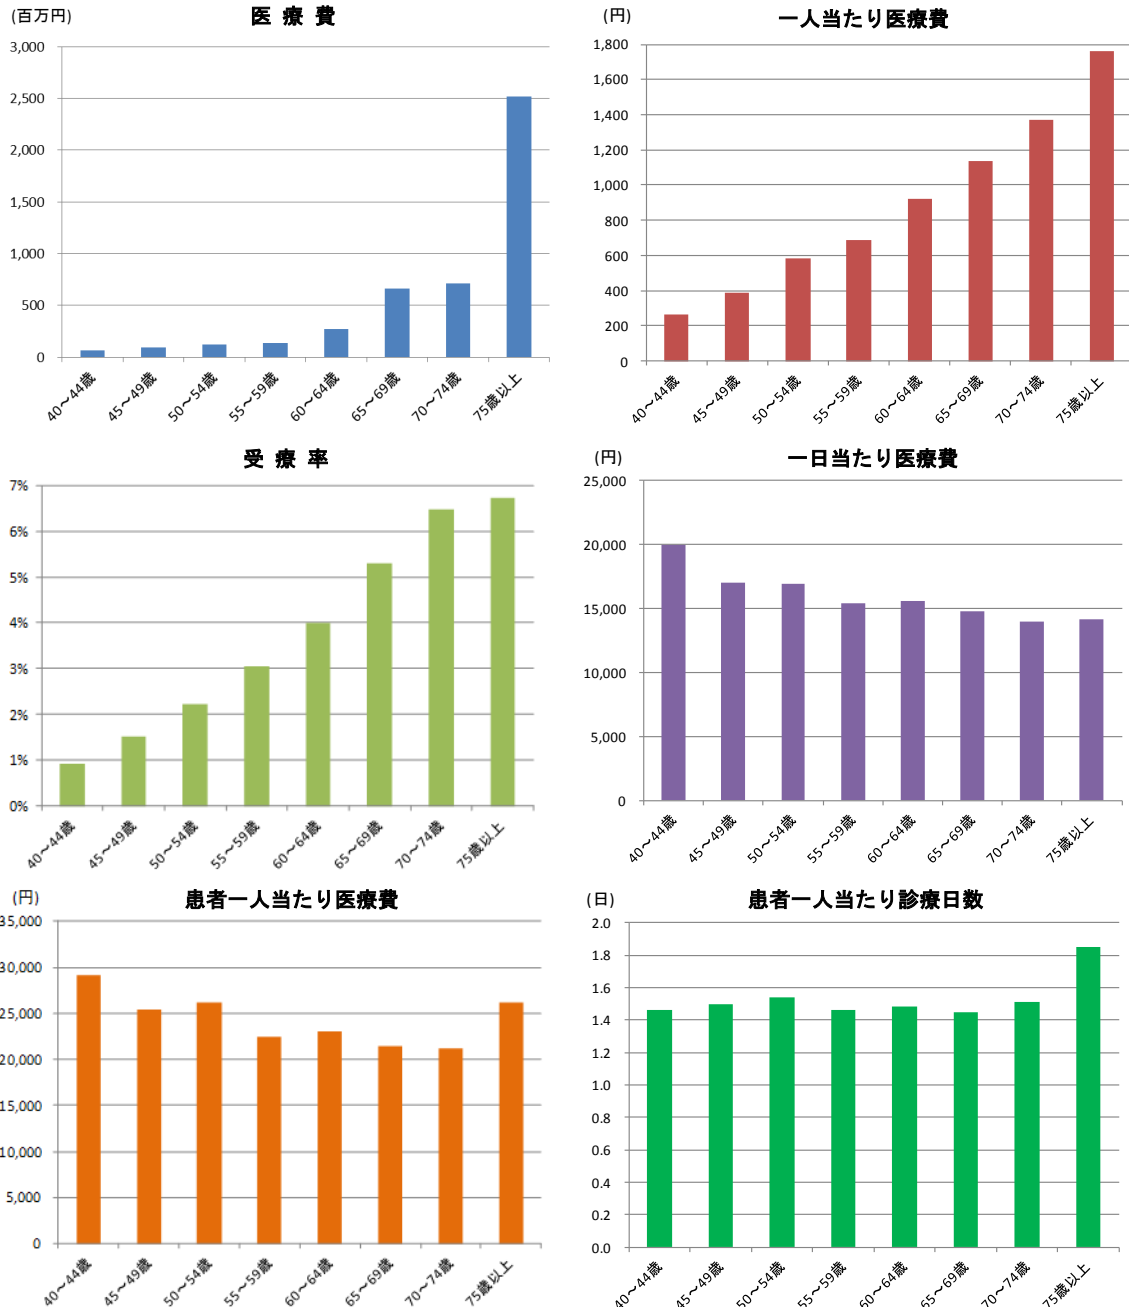 (百万円)
医 療 費
3,000
2,500
2,000
1,500
1,000
500
0
40～44歳
45～49歳
50～54歳
55～59歳
60～64歳
65～69歳
70～74歳
75歳以上
(円)
一人当たり医療費
1,800
1,600
1,400
1,200
1,000
800
600
400
200
0
40～44歳
45～49歳
50～54歳
55～59歳
60～64歳
65～69歳
70～74歳
75歳以上
受 療 率
7%
6%
5%
4%
3%
2%
1%
0%
40～44歳
45～49歳
50～54歳
55～59歳
60～64歳
65～69歳
70～74歳
75歳以上
(円)
一日当たり医療費
25,000
20,000
15,000
10,000
5,000
0
40～44歳
45～49歳
50～54歳
55～59歳
60～64歳
65～69歳
70～74歳
75歳以上
(円)
患者一人当たり医療費
35,000
30,000
25,000
20,000
15,000
10,000
5,000
0
40～44歳
45～49歳
50～54歳
55～59歳
60～64歳
65～69歳
70～74歳
75歳以上
(日)
患者一人当たり診療日数
2.0
1.8
1.6
1.4
1.2
1.0
0.8
0.6
0.4
0.2
0.0
40～44歳
45～49歳
50～54歳
55～59歳
60～64歳
65～69歳
70～74歳
75歳以上